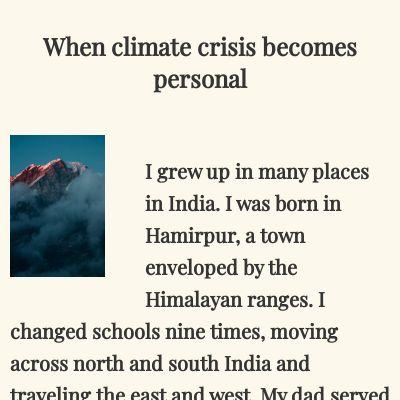 When climate crisis becomes
personal
I grew up in many places
in India. I was born in
Hamirpur, a town
enveloped by the
Himalayan ranges. I
changed schools nine times, moving
across north and south India and
traveling the east and west. My dad served